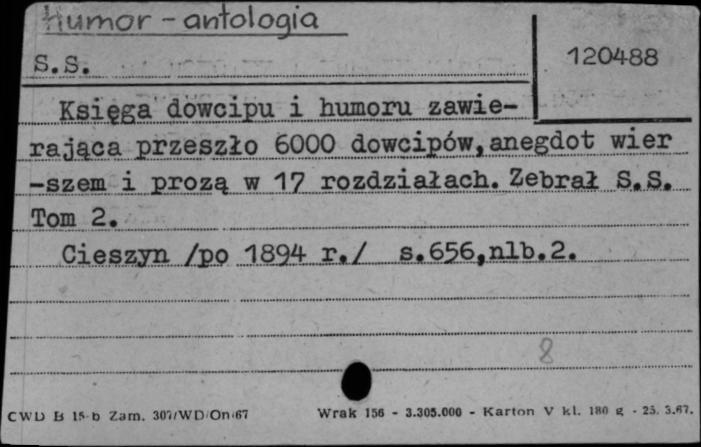 Humor - antologia
S.S.
120488
Księga dowcipu i humoru zawie-
rająca przeszło 6000 dowcipów,anegdot wier
-szem i prozą w 17 rozdziałach. Zebrał S.S.
Tom 2.
Cieszyn /po 1894 r./ s.656,nlb.2.
8
CWD B 15-b Zam. 307/WD/On/67 Wrak 156 - 3.305.000 - Karton V kl. 180 g - 25. 3.67.